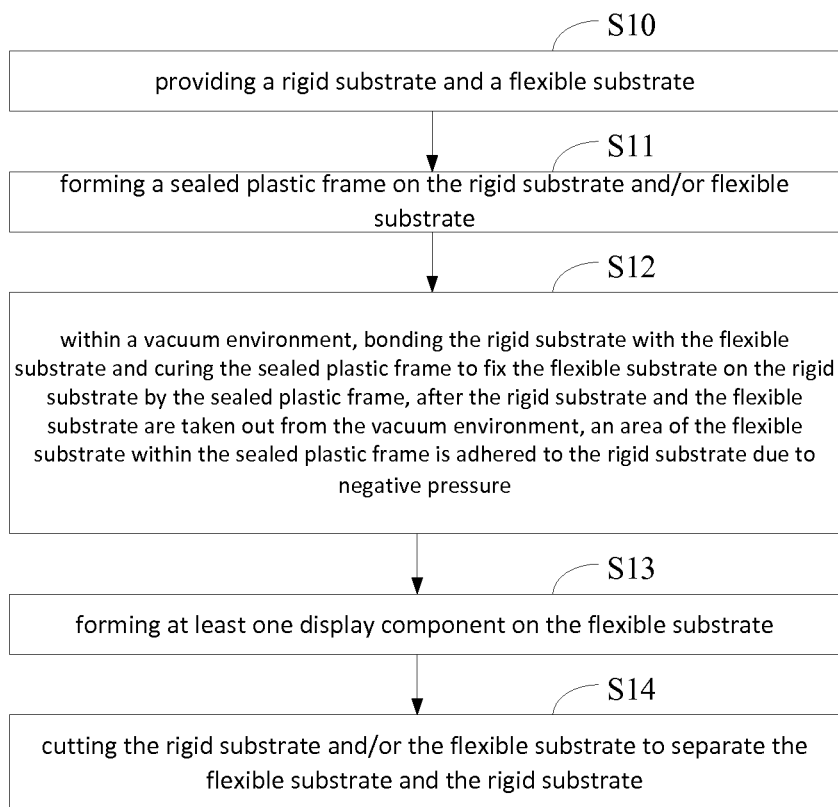 S10
providing a rigid substrate and a flexible substrate
S11
forming a sealed plastic frame on the rigid substrate and/or flexible
substrate
S12
within a vacuum environment, bonding the rigid substrate with the flexible
substrate and curing the sealed plastic frame to fix the flexible substrate on the rigid
substrate by the sealed plastic frame, after the rigid substrate and the flexible
substrate are taken out from the vacuum environment, an area of the flexible
substrate within the sealed plastic frame is adhered to the rigid substrate due to
negative pressure
S13
forming at least one display component on the flexible substrate
S14
cutting the rigid substrate and/or the flexible substrate to separate the
flexible substrate and the rigid substrate